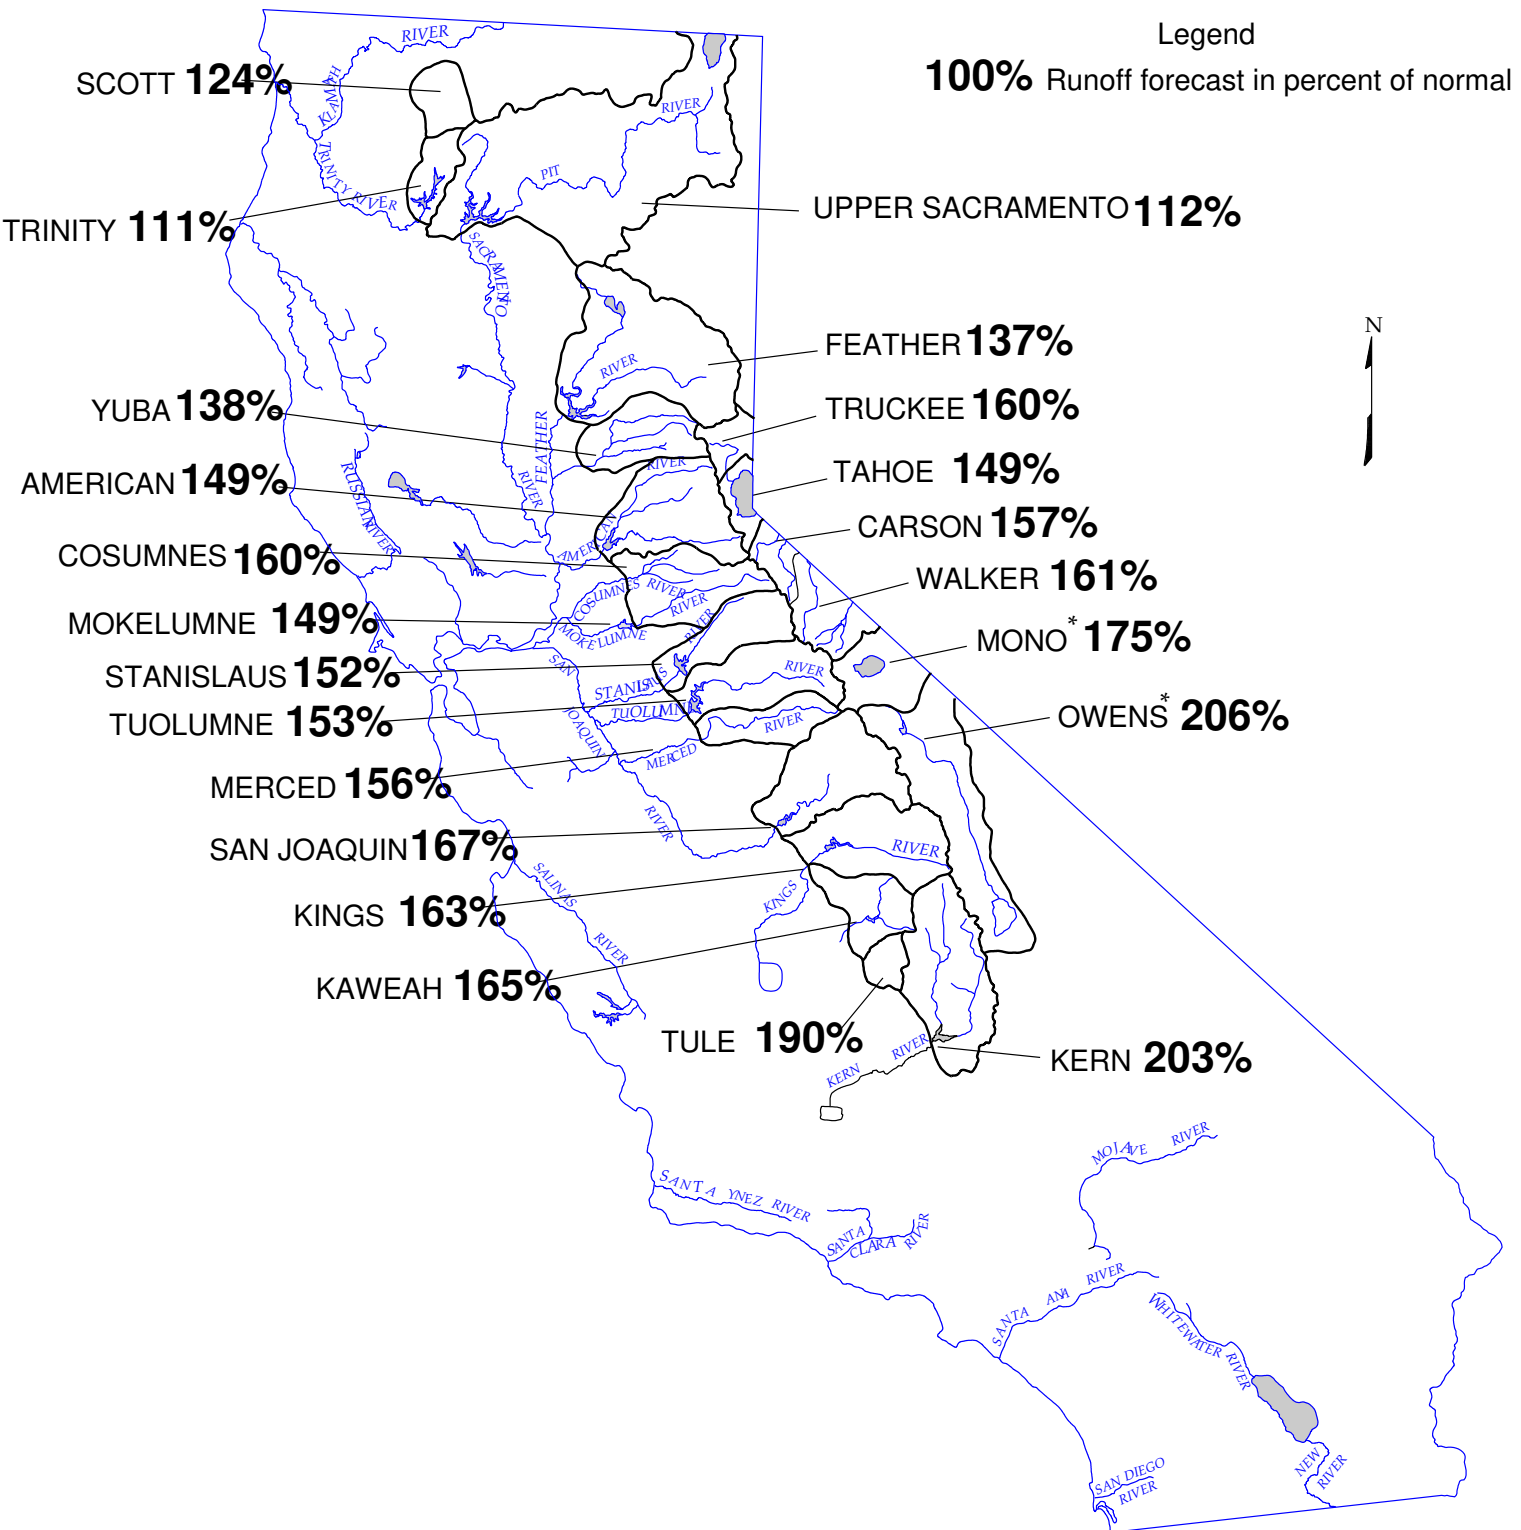 Legend
100% Runoff forecast in percent of normal
SCOTT 124%
TRINITY 111%
UPPER SACRAMENTO 112%
FEATHER 137%
YUBA 138%
TRUCKEE 160%
AMERICAN 149%
TAHOE 149%
CARSON 157%
COSUMNES 160%
WALKER 161%
MOKELUMNE 149%
MONO* 175%
STANISLAUS 152%
TUOLUMNE 153%
OWENS* 206%
MERCED 156%
SAN JOAQUIN 167%
KINGS 163%
KAWEAH 165%
TULE 190%
KERN 203%
N
KLAMATH RIVER
TRINITY RIVER
PIT RIVER
SACRAMENTO RIVER
FEATHER RIVER
RIVER
RUSSIAN RIVER
AMERICAN
COSUMNES RIVER
MOKELUMNE RIVER
STANISLAUS RIVER
TUOLUMNE RIVER
MERCED RIVER
SAN JOAQUIN RIVER
KINGS RIVER
SALINAS RIVER
KERN RIVER
SANTA YNEZ RIVER
SANTA CLARA RIVER
MOJAVE RIVER
SANTA ANA RIVER
WHITEWATER RIVER
NEW RIVER
SAN DIEGO RIVER